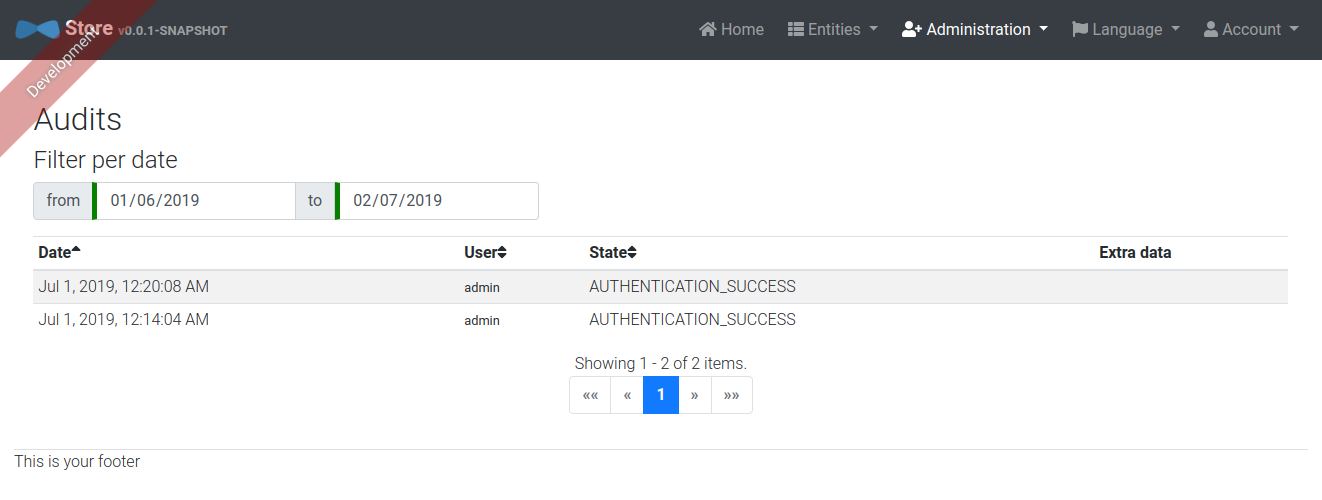 Store v0.0.1-SNAPSHOT Home Entities Administration Language Account
Development
Audits
Filter per date
from 01/06/2019 to 02/07/2019
Date User State Extra data
Jul 1, 2019, 12:20:08 AM admin AUTHENTICATION_SUCCESS
Jul 1, 2019, 12:14:04 AM admin AUTHENTICATION_SUCCESS
Showing 1 - 2 of 2 items.
«« « 1 » »»
This is your footer